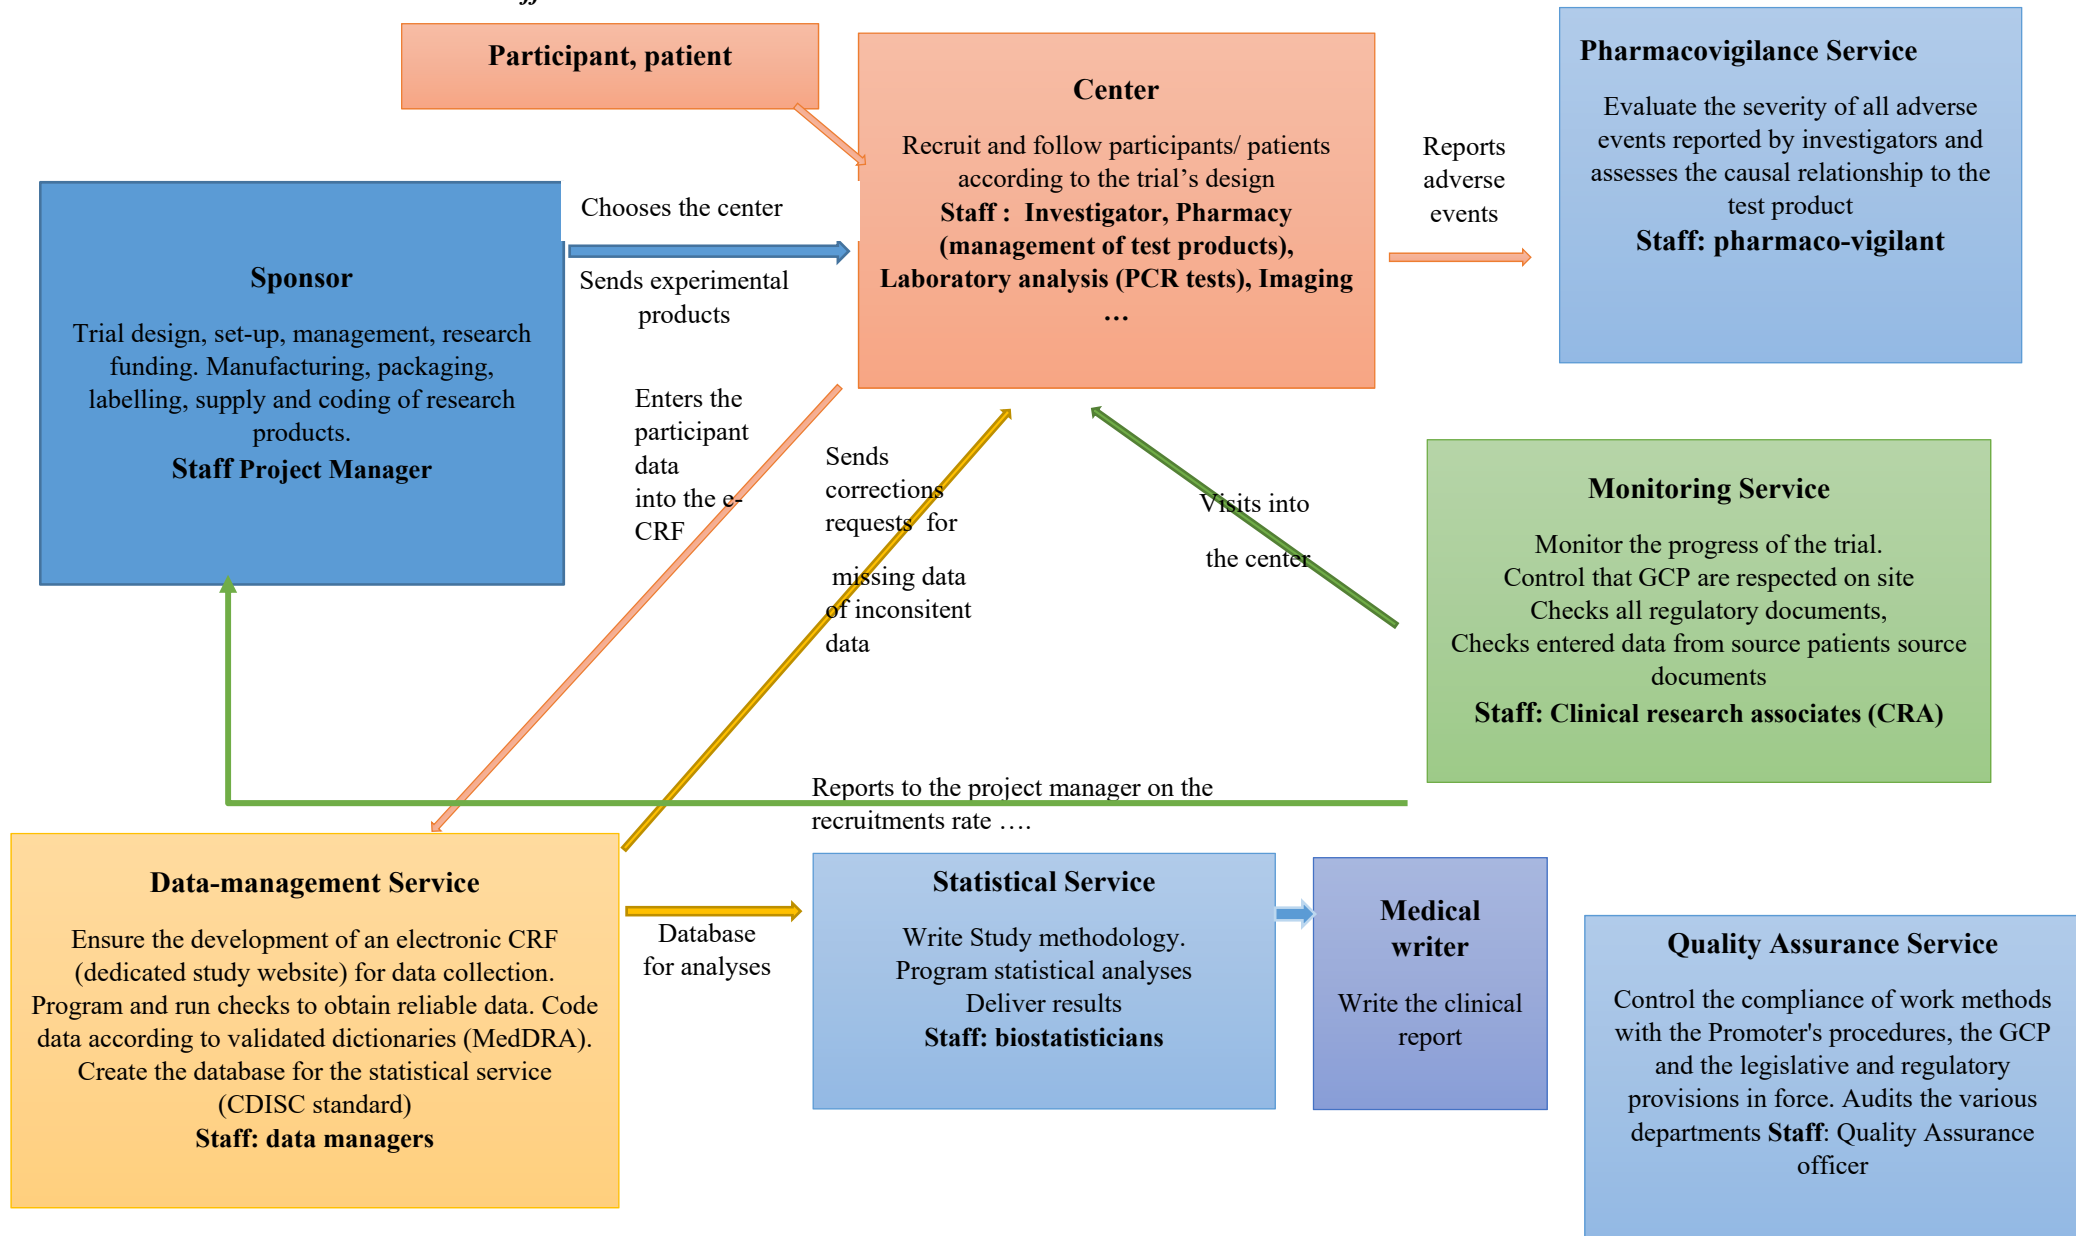 Participant, patient
Center
Recruit and follow participants/ patients
according to the trial’s design
Staff :  Investigator, Pharmacy
(management of test products),
Laboratory analysis (PCR tests), Imaging
…
Reports
adverse
events
Pharmacovigilance Service
Evaluate the severity of all adverse
events reported by investigators and
assesses the causal relationship to the
test product
Staff: pharmaco-vigilant
Sponsor
Trial design, set-up, management, research
funding. Manufacturing, packaging,
labelling, supply and coding of research
products.
Staff Project Manager
Chooses the center
Sends experimental
products
Enters the
participant
data
into the e-
CRF
Sends
corrections
requests  for
missing data
of inconsitent
data
Visits into
the center
Monitoring Service
Monitor the progress of the trial.
Control that GCP are respected on site
Checks all regulatory documents,
Checks entered data from source patients source
documents
Staff: Clinical research associates (CRA)
Reports to the project manager on the
recruitments rate ….
Data-management Service
Ensure the development of an electronic CRF
(dedicated study website) for data collection.
Program and run checks to obtain reliable data. Code
data according to validated dictionaries (MedDRA).
Create the database for the statistical service
(CDISC standard)
Staff: data managers
Database
for analyses
Statistical Service
Write Study methodology.
Program statistical analyses
Deliver results
Staff: biostatisticians
Medical
writer
Write the clinical
report
Quality Assurance Service
Control the compliance of work methods
with the Promoter's procedures, the GCP
and the legislative and regulatory
provisions in force. Audits the various
departments Staff: Quality Assurance
officer